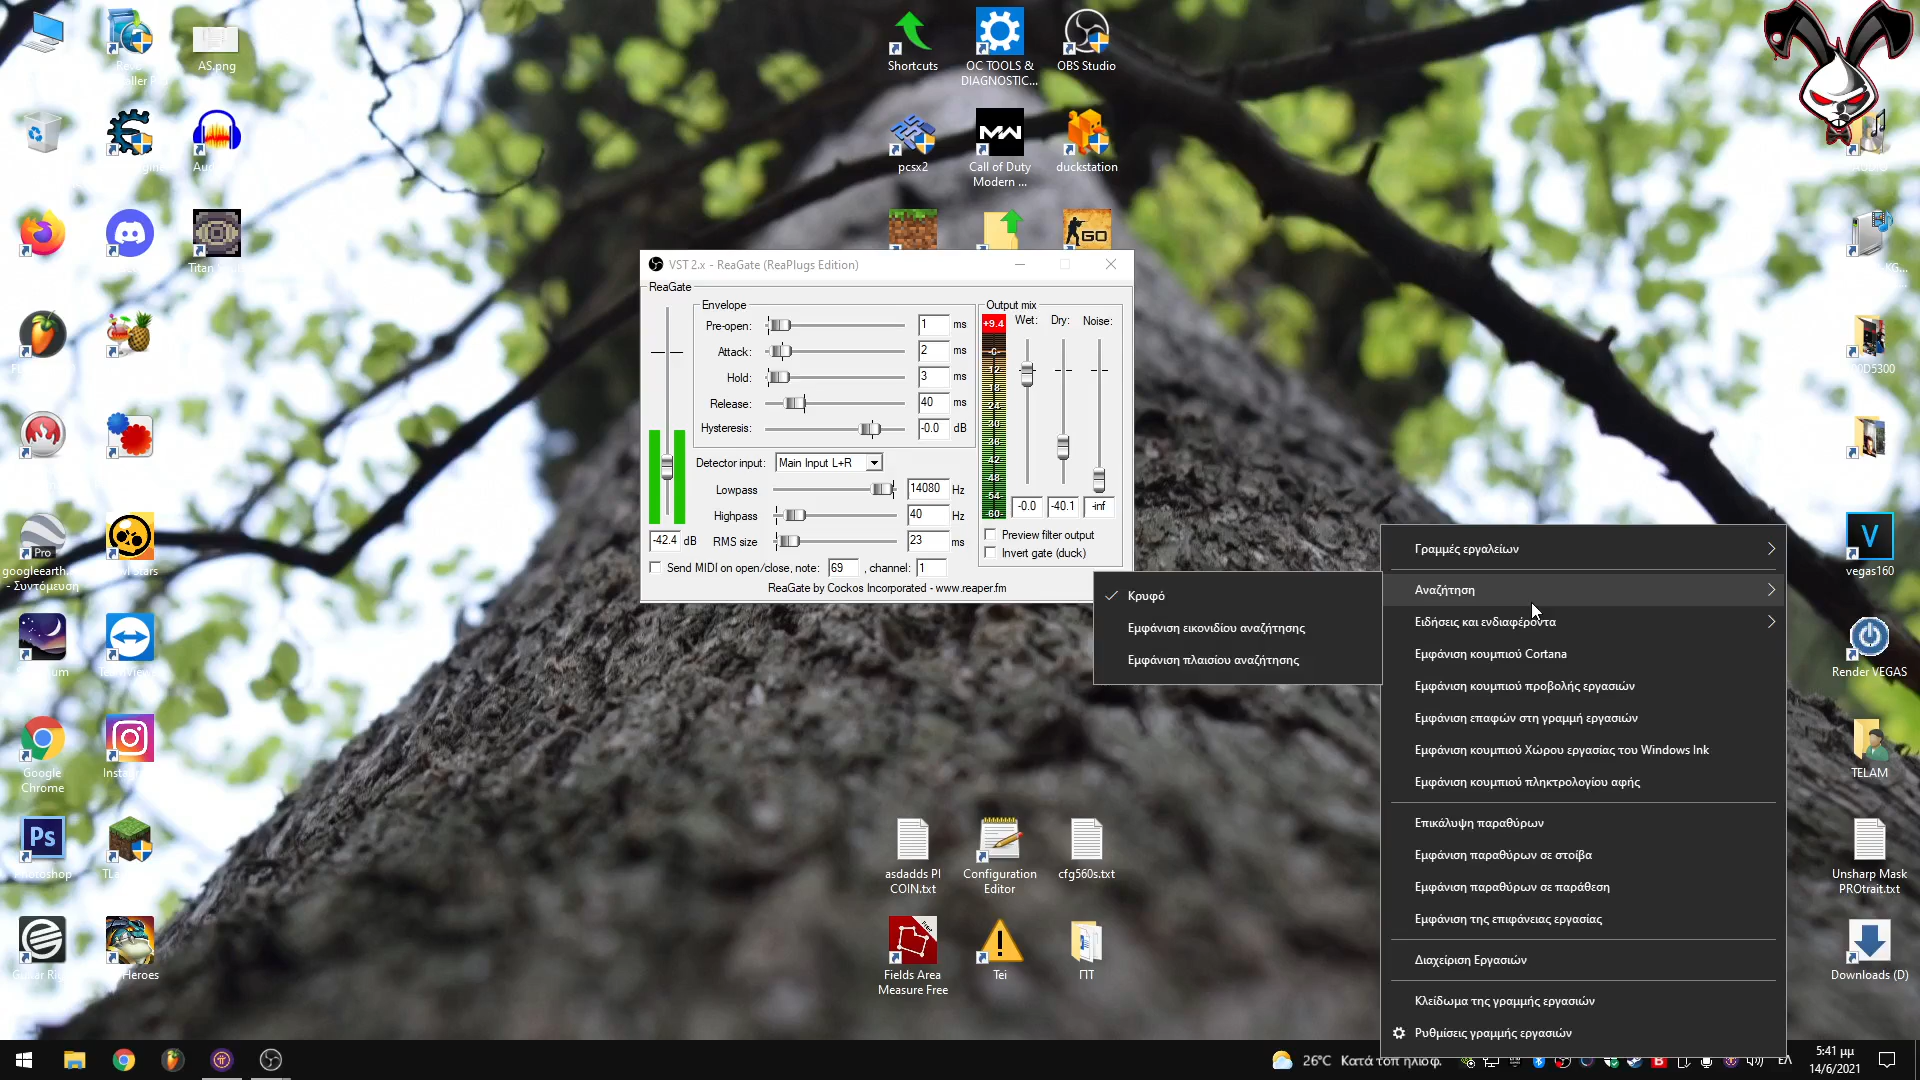 AS.png
Shortcuts
OC TOOLS &
DIAGNOSTIC...
OBS Studio
pcsx2
Call of Duty
Modern ...
duckstation
VST 2.x - ReaGate (ReaPlugs Edition)
ReaGate
Envelope
Pre-open: 1 ms
Attack: 2 ms
Hold: 3 ms
Release: 40 ms
Hysteresis: -0.0 dB
Detector input: Main Input L+R
Lowpass 14080 Hz
Highpass 40 Hz
-42.4 dB RMS size 23 ms
Send MIDI on open/close, note: 69 , channel: 1
ReaGate by Cockos Incorporated - www.reaper.fm
Output mix
+9.4 Wet: Dry: Noise:
-0.0 -40.1 -inf
Preview filter output
Invert gate (duck)
Κρυφό
Εμφάνιση εικονιδίου αναζήτησης
Εμφάνιση πλαισίου αναζήτησης
Γραμμές εργαλείων
Αναζήτηση
Ειδήσεις και ενδιαφέροντα
Εμφάνιση κουμπιού Cortana
Εμφάνιση κουμπιού προβολής εργασιών
Εμφάνιση επαφών στη γραμμή εργασιών
Εμφάνιση κουμπιού Χώρου εργασίας του Windows Ink
Εμφάνιση κουμπιού πληκτρολογίου αφής
Επικάλυψη παραθύρων
Εμφάνιση παραθύρων σε στοίβα
Εμφάνιση παραθύρων σε παράθεση
Εμφάνιση της επιφάνειας εργασίας
Διαχείριση Εργασιών
Κλείδωμα της γραμμής εργασιών
Ρυθμίσεις γραμμής εργασιών
Pro
googleearth...
- Συντόμευση
Google
Chrome
Ps
Photoshop
GO
MW
asdadds PI
COIN.txt
Configuration
Editor
cfg560s.txt
Fields Area
Measure Free
Tei
ΠΤ
V
vegas160
Render VEGAS
TELAM
Unsharp Mask
PROtrait.txt
Downloads (D)
26°C
ΕΛ
5:41 μμ
14/6/2021